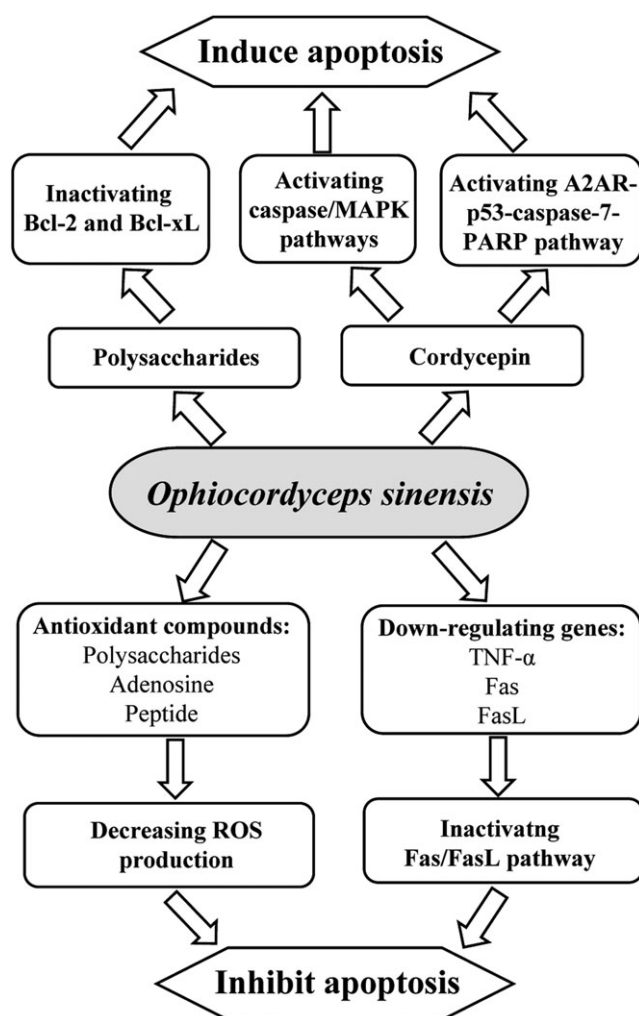 Induce apoptosis
Inactivating
Bcl-2 and Bcl-xL
Activating
caspase/MAPK
pathways
Activating A2AR-
p53-caspase-7-
PARP pathway
Polysaccharides
Cordycepin
Ophiocordyceps sinensis
Antioxidant compounds:
Polysaccharides
Adenosine
Peptide
Down-regulating genes:
TNF-α
Fas
FasL
Decreasing ROS
production
Inactivatng
Fas/FasL pathway
Inhibit apoptosis